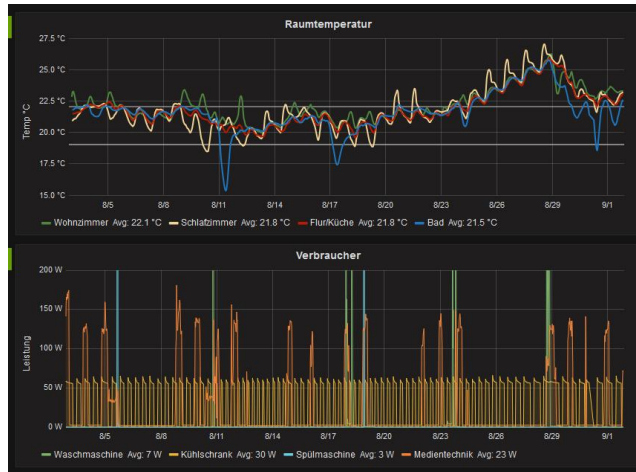 Raumtemperatur
27.5 °C
25.0 °C
22.5 °C
20.0 °C
17.5 °C
15.0 °C
Temp °C
8/5 8/8 8/11 8/14 8/17 8/20 8/23 8/26 8/29 9/1
Wohnzimmer Avg: 22.1 °C Schlafzimmer Avg: 21.8 °C Flur/Küche Avg: 21.8 °C Bad Avg: 21.5 °C
Verbraucher
200 W
150 W
100 W
50 W
0 W
Leistung
8/5 8/8 8/11 8/14 8/17 8/20 8/23 8/26 8/29 9/1
Waschmaschine Avg: 7 W Kühlschrank Avg: 30 W Spülmaschine Avg: 3 W Medientechnik Avg: 23 W